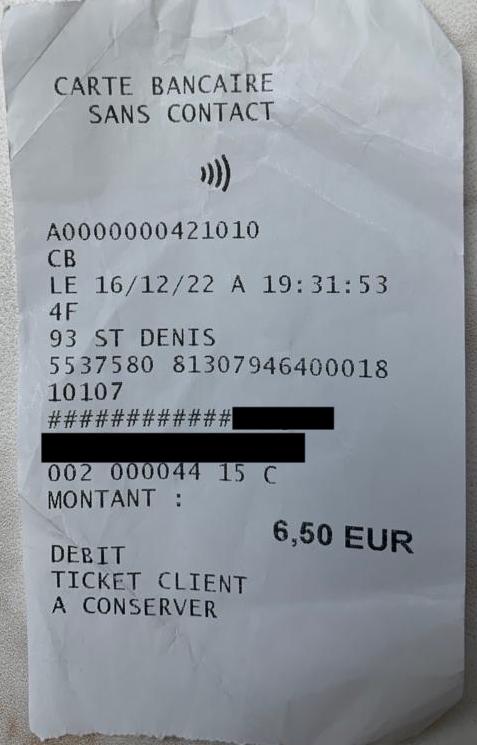 CARTE BANCAIRE
SANS CONTACT
A0000000421010
CB
LE 16/12/22 A 19:31:53
4F
93 ST DENIS
5537580 81307946400018
10107
############
002 000044 15 C
MONTANT :
6,50 EUR
DEBIT
TICKET CLIENT
A CONSERVER